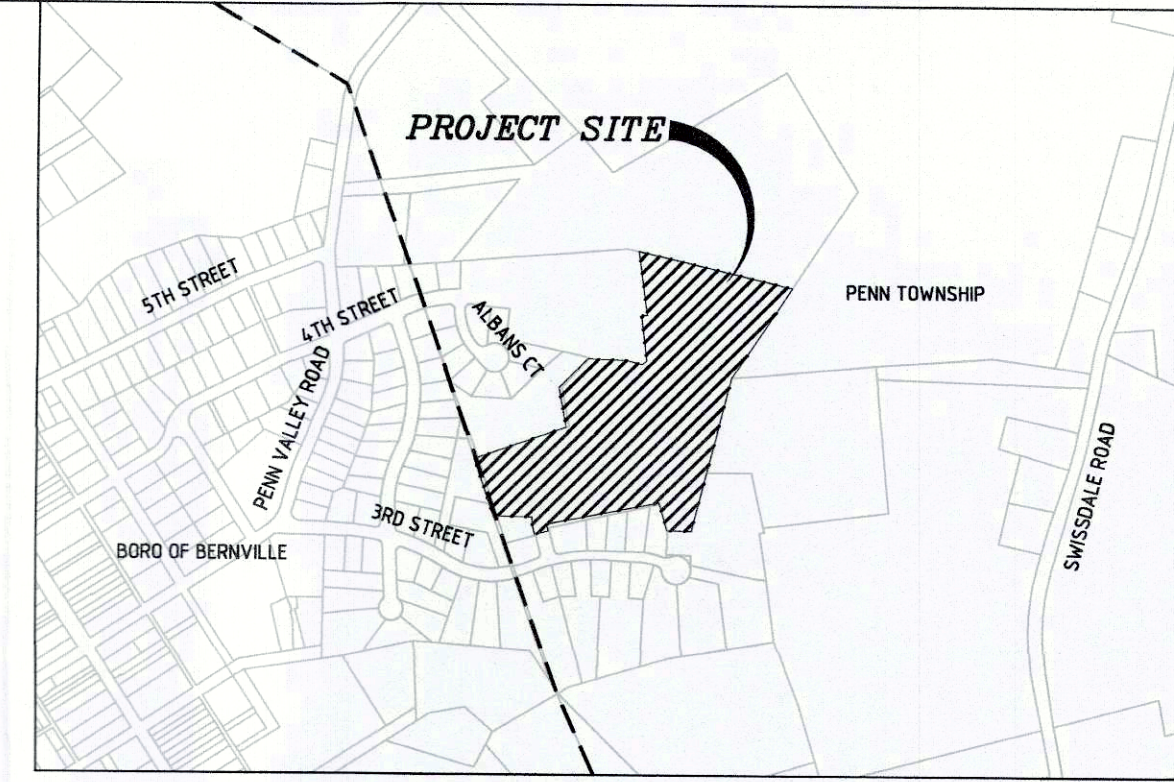 PROJECT SITE
5TH STREET
4TH STREET
ALBANS CT
PENN TOWNSHIP
PENN VALLEY ROAD
3RD STREET
BORO OF BERNVILLE
SWISSDALE ROAD